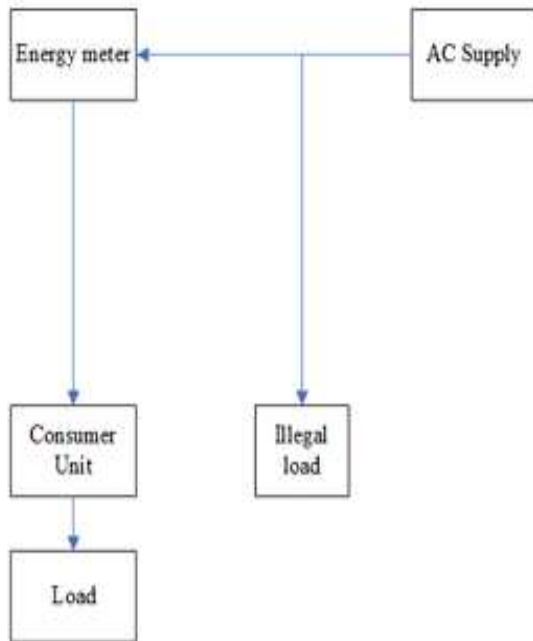 Energy meter
AC Supply
Consumer
Unit
Illegal
load
Load